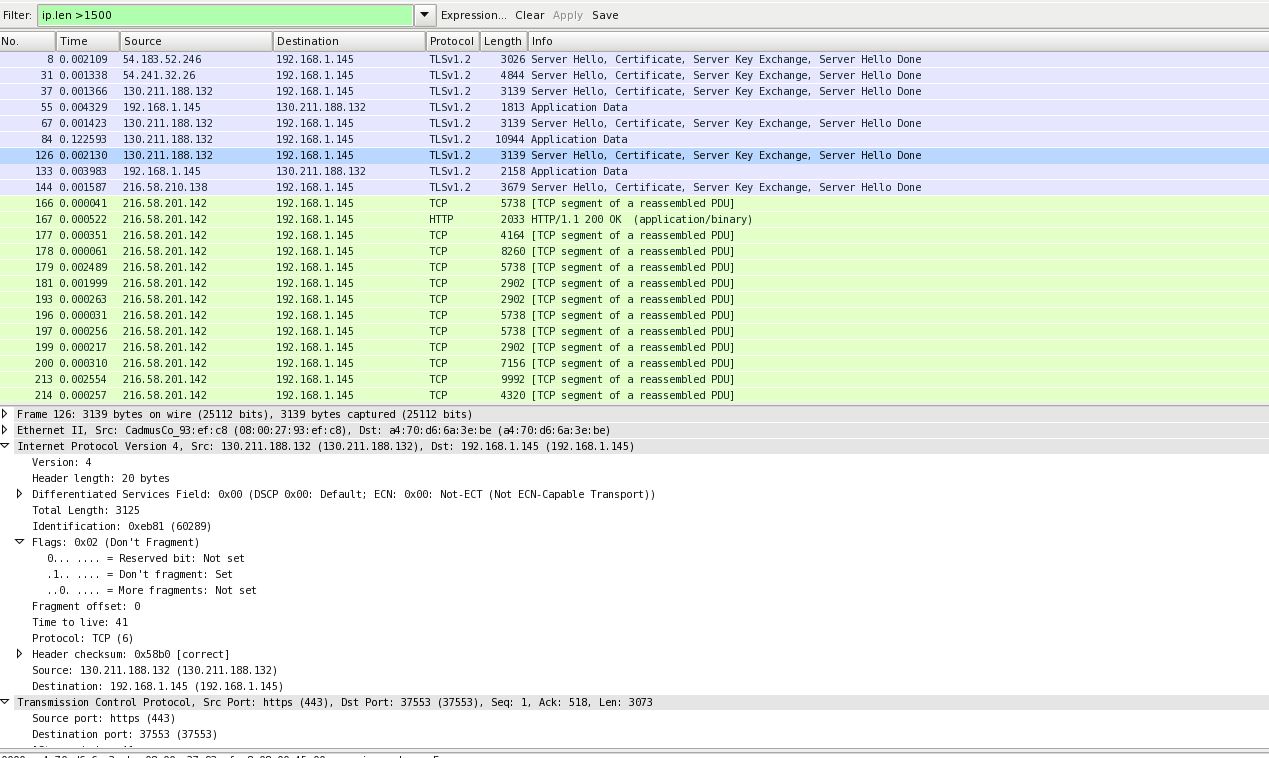 Filter: ip.len >1500 Expression... Clear Apply Save
No. Time Source Destination Protocol Length Info
8 0.002109 54.183.52.246 192.168.1.145 TLSv1.2 3026 Server Hello, Certificate, Server Key Exchange, Server Hello Done
31 0.001338 54.241.32.26 192.168.1.145 TLSv1.2 4844 Server Hello, Certificate, Server Key Exchange, Server Hello Done
37 0.001366 130.211.188.132 192.168.1.145 TLSv1.2 3139 Server Hello, Certificate, Server Key Exchange, Server Hello Done
55 0.004329 192.168.1.145 130.211.188.132 TLSv1.2 1813 Application Data
67 0.001423 130.211.188.132 192.168.1.145 TLSv1.2 3139 Server Hello, Certificate, Server Key Exchange, Server Hello Done
84 0.122593 130.211.188.132 192.168.1.145 TLSv1.2 10944 Application Data
126 0.002130 130.211.188.132 192.168.1.145 TLSv1.2 3139 Server Hello, Certificate, Server Key Exchange, Server Hello Done
133 0.003983 192.168.1.145 130.211.188.132 TLSv1.2 2158 Application Data
144 0.001587 216.58.210.138 192.168.1.145 TLSv1.2 3679 Server Hello, Certificate, Server Key Exchange, Server Hello Done
166 0.000041 216.58.201.142 192.168.1.145 TCP 5738 [TCP segment of a reassembled PDU]
167 0.000522 216.58.201.142 192.168.1.145 HTTP 2033 HTTP/1.1 200 OK (application/binary)
177 0.000351 216.58.201.142 192.168.1.145 TCP 4164 [TCP segment of a reassembled PDU]
178 0.000061 216.58.201.142 192.168.1.145 TCP 8260 [TCP segment of a reassembled PDU]
179 0.002489 216.58.201.142 192.168.1.145 TCP 5738 [TCP segment of a reassembled PDU]
181 0.001999 216.58.201.142 192.168.1.145 TCP 2902 [TCP segment of a reassembled PDU]
193 0.000263 216.58.201.142 192.168.1.145 TCP 2902 [TCP segment of a reassembled PDU]
196 0.000031 216.58.201.142 192.168.1.145 TCP 5738 [TCP segment of a reassembled PDU]
197 0.000256 216.58.201.142 192.168.1.145 TCP 5738 [TCP segment of a reassembled PDU]
199 0.000217 216.58.201.142 192.168.1.145 TCP 2902 [TCP segment of a reassembled PDU]
200 0.000310 216.58.201.142 192.168.1.145 TCP 7156 [TCP segment of a reassembled PDU]
213 0.002554 216.58.201.142 192.168.1.145 TCP 9992 [TCP segment of a reassembled PDU]
214 0.000257 216.58.201.142 192.168.1.145 TCP 4320 [TCP segment of a reassembled PDU]
Frame 126: 3139 bytes on wire (25112 bits), 3139 bytes captured (25112 bits)
Ethernet II, Src: CadmusCo_93:ef:c8 (08:00:27:93:ef:c8), Dst: a4:70:d6:6a:3e:be (a4:70:d6:6a:3e:be)
Internet Protocol Version 4, Src: 130.211.188.132 (130.211.188.132), Dst: 192.168.1.145 (192.168.1.145)
Version: 4
Header length: 20 bytes
Differentiated Services Field: 0x00 (DSCP 0x00: Default; ECN: 0x00: Not-ECT (Not ECN-Capable Transport))
Total Length: 3125
Identification: 0xeb81 (60289)
Flags: 0x02 (Don't Fragment)
0... .... = Reserved bit: Not set
.1.. .... = Don't fragment: Set
..0. .... = More fragments: Not set
Fragment offset: 0
Time to live: 41
Protocol: TCP (6)
Header checksum: 0x58b0 [correct]
Source: 130.211.188.132 (130.211.188.132)
Destination: 192.168.1.145 (192.168.1.145)
Transmission Control Protocol, Src Port: https (443), Dst Port: 37553 (37553), Seq: 1, Ack: 518, Len: 3073
Source port: https (443)
Destination port: 37553 (37553)